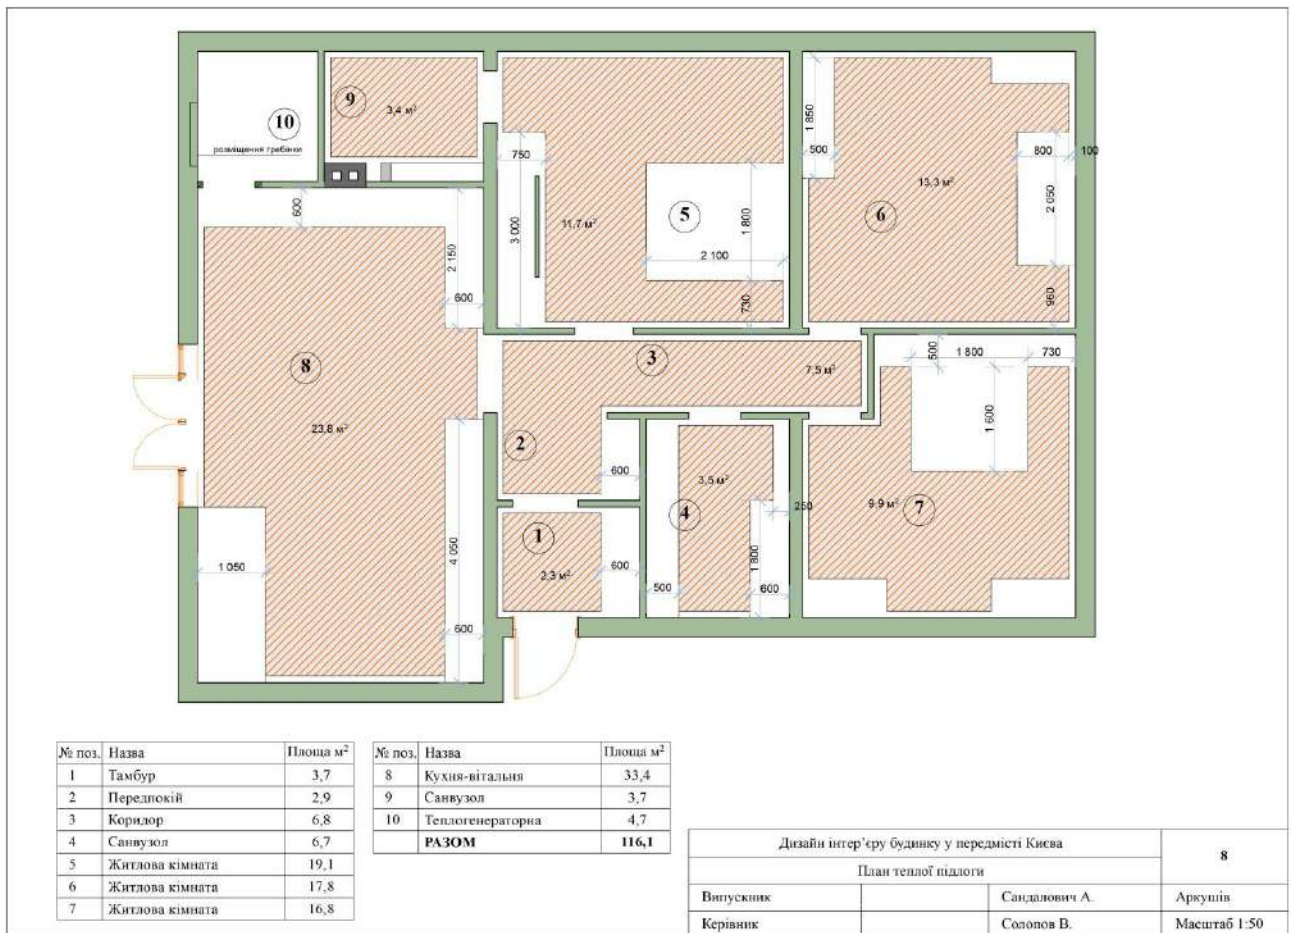 9
3,4 м²
10
розміщення гребінки
600
2 150
600
750
3 000
11,7 м²
5
1 800
2 100
730
1 850
500
13,3 м²
6
800
100
2 050
960
8
23,8 м²
3
7,5 м²
500
1 800
730
1 600
2
600
3,5 м²
4
250
9,9 м²
7
1
2,3 м²
600
500
1 800
600
1 050
4 050
600
№ поз. Назва Площа м²
1 Тамбур 3,7
2 Передпокій 2,9
3 Коридор 6,8
4 Санвузол 6,7
5 Житлова кімната 19,1
6 Житлова кімната 17,8
7 Житлова кімната 16,8
№ поз. Назва Площа м²
8 Кухня-вітальня 33,4
9 Санвузол 3,7
10 Теплогенераторна 4,7
РАЗОМ 116,1
Дизайн інтер’єру будинку у передмісті Києва
8
План теплої підлоги
Випускник Сандалович А. Аркушів
Керівник Солопов В. Масштаб 1:50